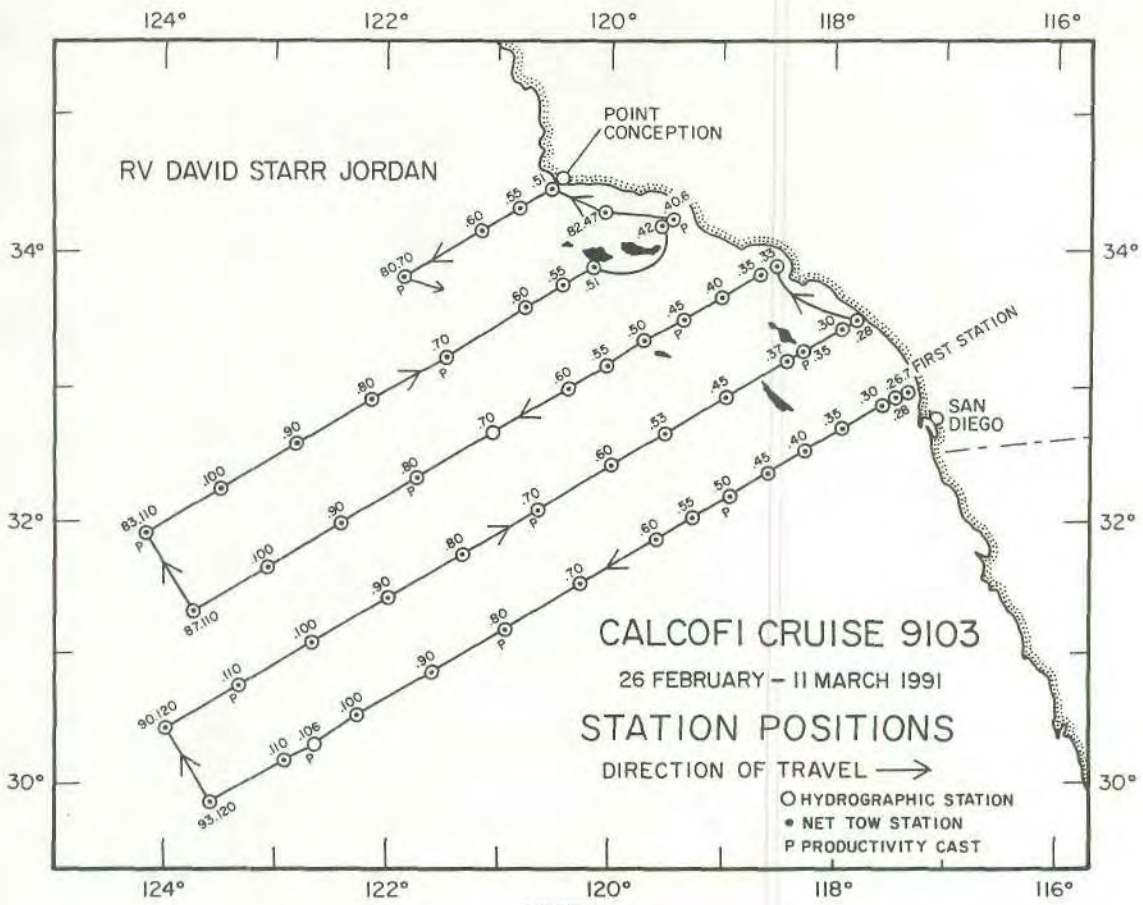 124° 122° 120° 118° 116°
POINT
CONCEPTION
RV DAVID STARR JORDAN
34° 34°
80.70 .60 .55 .51
P
82.47 .42 40.6
P
83.110 .100 .90 .80 .70 .60 .55 .51
P P
87.110 .100 .90 .80 .70 .60 .55 .50 .45 .40 .35 .33
P P
90.120 .110 .100 .90 .80 .70 .60 .53 .45 .37 .35 .30 .28
P P P
93.120 .110 .106 .100 .90 .80 .70 .60 .55 .50 .45 .40 .35 .30 .28 26.7 FIRST STATION
P P P
SAN
DIEGO
32° 32°
CALCOFI CRUISE 9103
26 FEBRUARY – 11 MARCH 1991
STATION POSITIONS
DIRECTION OF TRAVEL
30° 30°
HYDROGRAPHIC STATION
NET TOW STATION
P PRODUCTIVITY CAST
124° 122° 120° 118° 116°